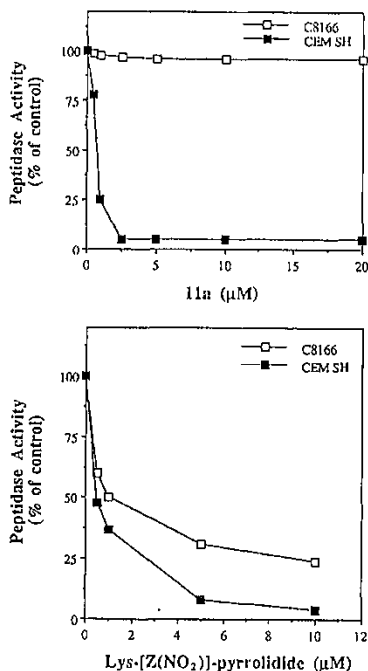 C8166
CEM SH
Peptidase Activity
(% of control)
100
75
50
25
0
0
5
10
15
20
11a (µM)
C8166
CEM SH
Peptidase Activity
(% of control)
100
75
50
25
0
0
2
4
6
8
10
12
Lys-[Z(NO₂)]-pyrrolidide (µM)